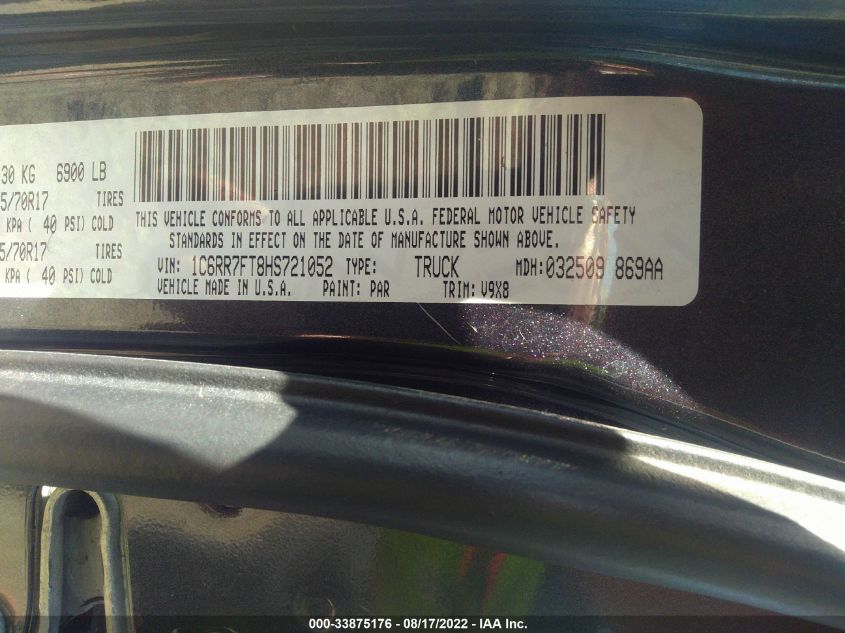 30 KG 6900 LB
5/70R17 TIRES
KPA ( 40 PSI) COLD
5/70R17 TIRES
KPA ( 40 PSI) COLD
THIS VEHICLE CONFORMS TO ALL APPLICABLE U.S.A. FEDERAL MOTOR VEHICLE SAFETY
STANDARDS IN EFFECT ON THE DATE OF MANUFACTURE SHOWN ABOVE.
VIN: 1C6RR7FT8HS721052 TYPE: TRUCK MDH:032509 869AA
VEHICLE MADE IN U.S.A. PAINT: PAR TRIM: V9X8
000-33875176 - 08/17/2022 - IAA Inc.